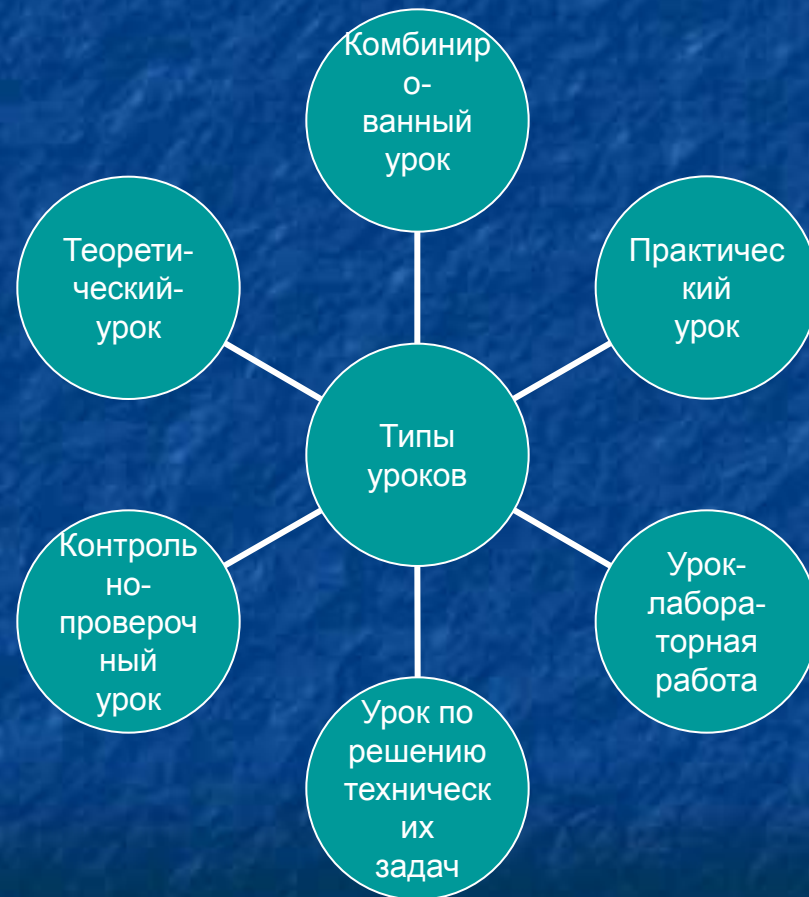 Комбинир
о-
ванный
урок
Теорети-
ческий-
урок
Практичес
кий
урок
Типы
уроков
Контроль
но-
провероч
ный
урок
Урок-
лабора-
торная
работа
Урок по
решению
техническ
их
задач